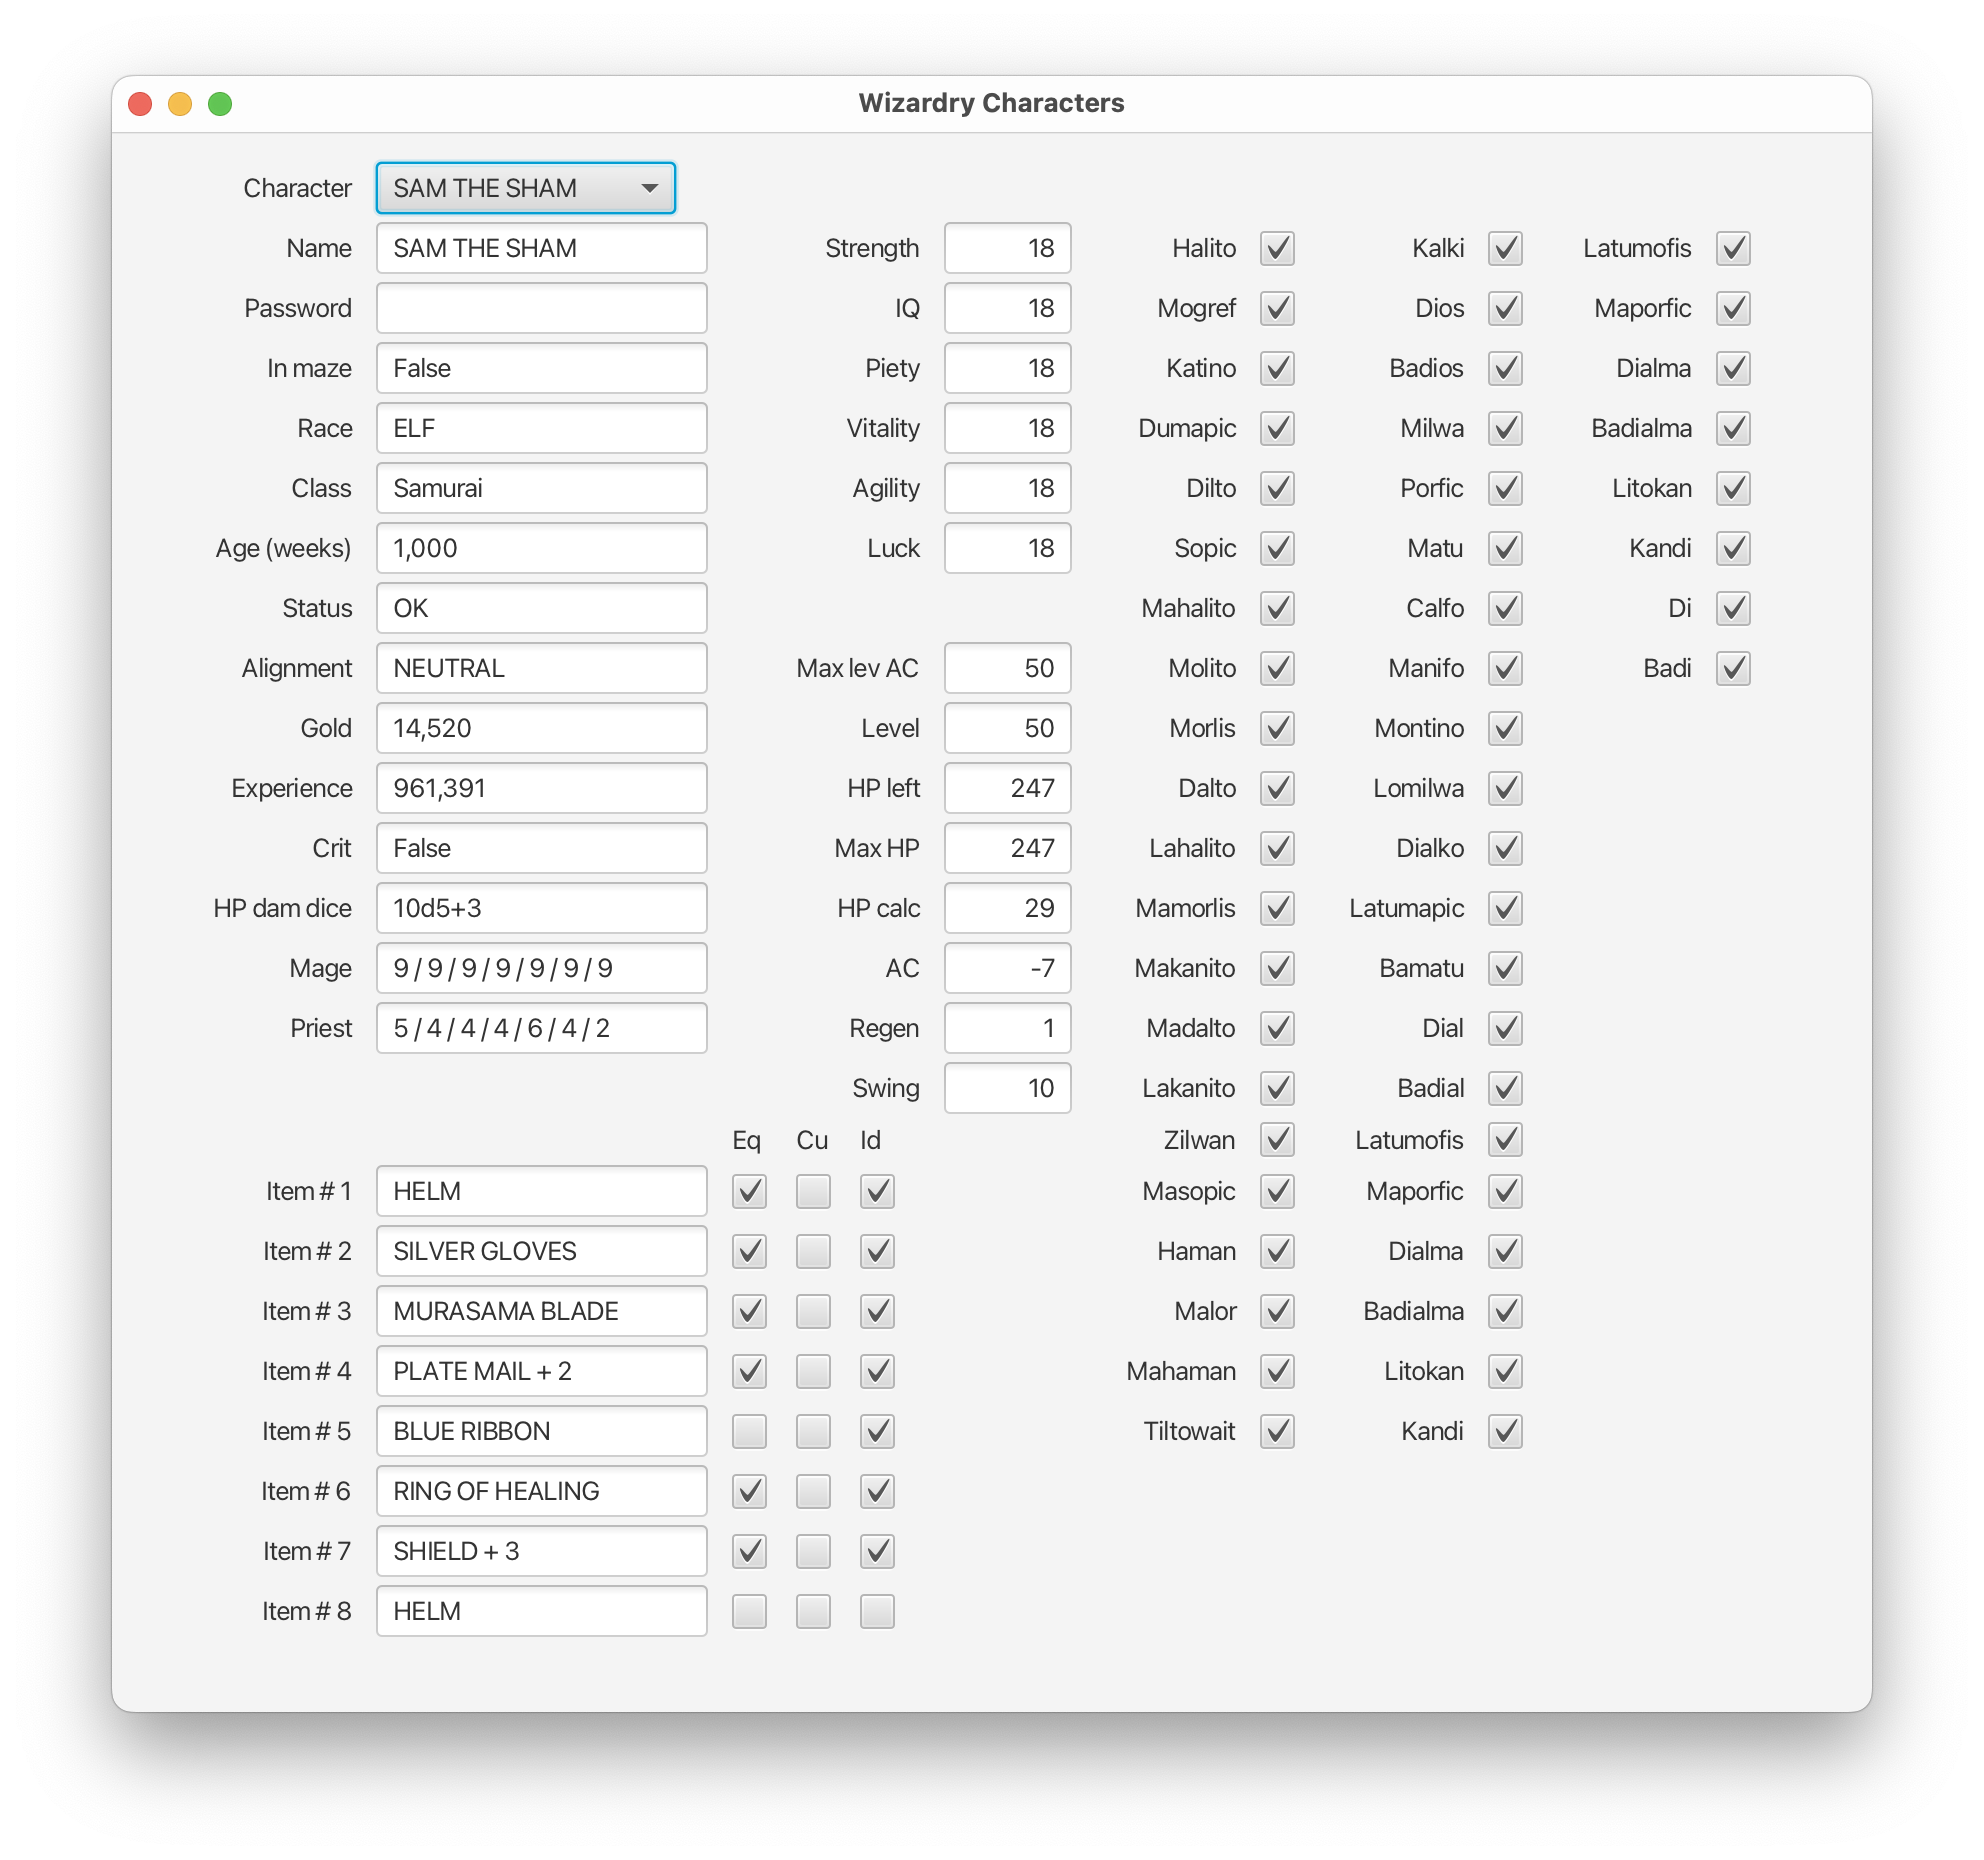 Wizardry Characters
Character SAM THE SHAM
Name SAM THE SHAM Strength 18 Halito Kalki Latumofis
Password IQ 18 Mogref Dios Maporfic
In maze False Piety 18 Katino Badios Dialma
Race ELF Vitality 18 Dumapic Milwa Badialma
Class Samurai Agility 18 Dilto Porfic Litokan
Age (weeks) 1,000 Luck 18 Sopic Matu Kandi
Status OK Mahalito Calfo Di
Alignment NEUTRAL Max lev AC 50 Molito Manifo Badi
Gold 14,520 Level 50 Morlis Montino
Experience 961,391 HP left 247 Dalto Lomilwa
Crit False Max HP 247 Lahalito Dialko
HP dam dice 10d5+3 HP calc 29 Mamorlis Latumapic
Mage 9 / 9 / 9 / 9 / 9 / 9 / 9 AC -7 Makanito Bamatu
Priest 5 / 4 / 4 / 4 / 6 / 4 / 2 Regen 1 Madalto Dial
Swing 10 Lakanito Badial
Eq Cu Id Zilwan Latumofis
Item # 1 HELM Masopic Maporfic
Item # 2 SILVER GLOVES Haman Dialma
Item # 3 MURASAMA BLADE Malor Badialma
Item # 4 PLATE MAIL + 2 Mahaman Litokan
Item # 5 BLUE RIBBON Tiltowait Kandi
Item # 6 RING OF HEALING
Item # 7 SHIELD + 3
Item # 8 HELM